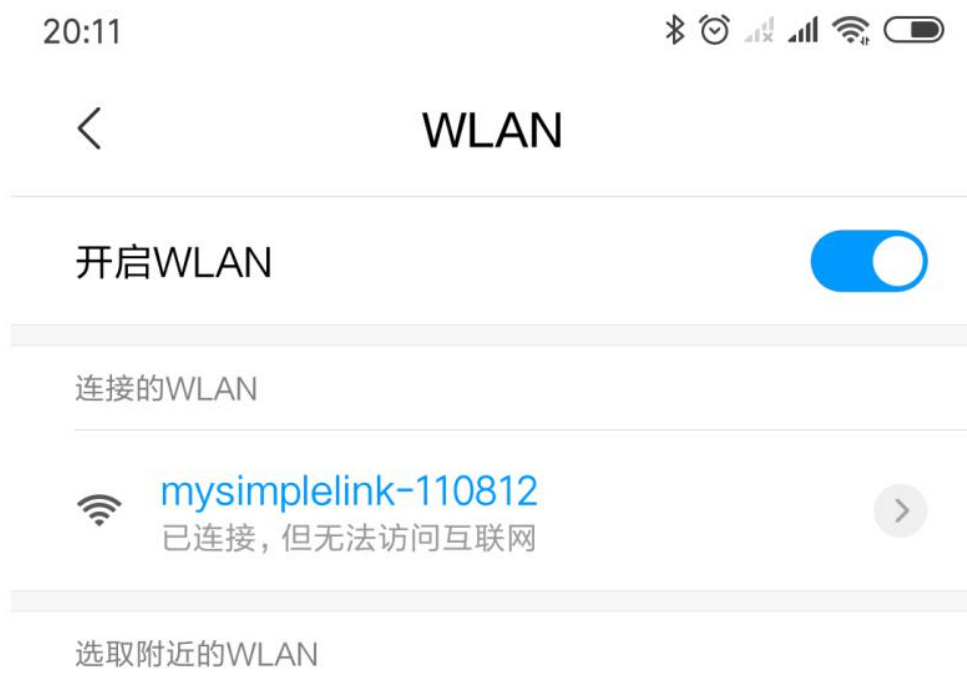 20:11
WLAN
开启WLAN
连接的WLAN
mysimplelink-110812
已连接，但无法访问互联网
选取附近的WLAN